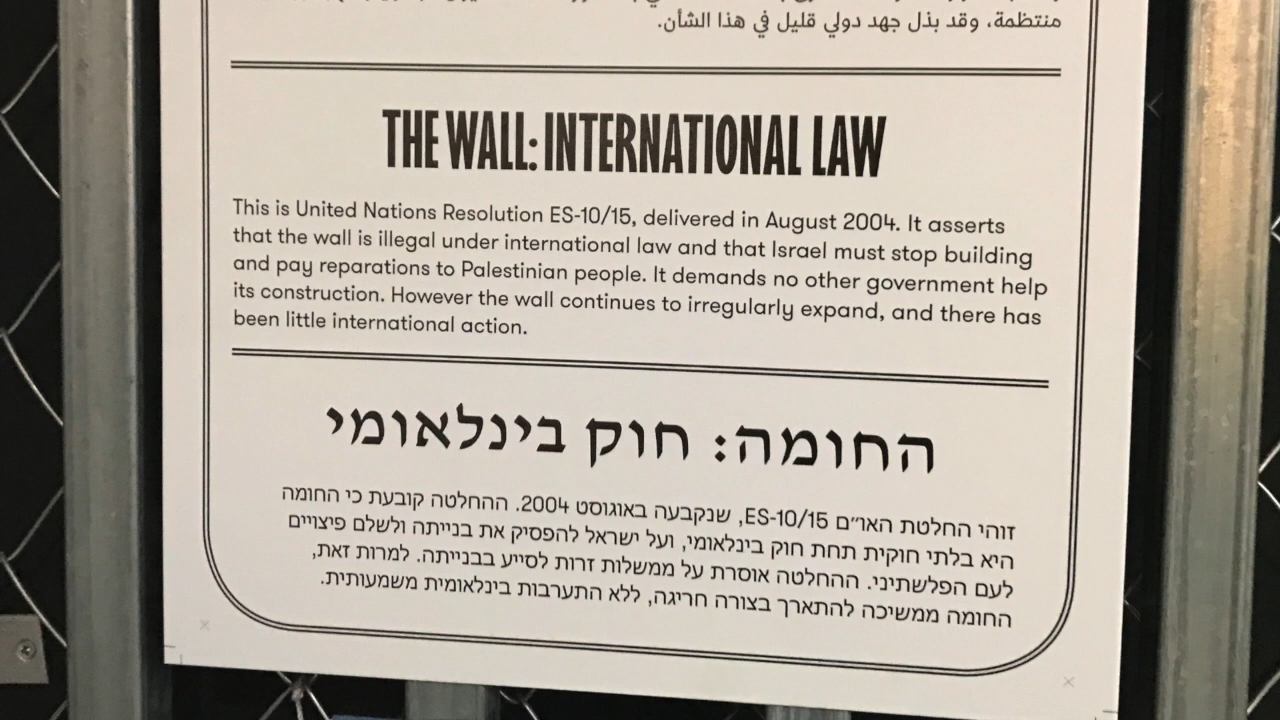 منتظمة، وقد بذل جهد دولي قليل في هذا الشأن.
THE WALL: INTERNATIONAL LAW
This is United Nations Resolution ES-10/15, delivered in August 2004. It asserts
that the wall is illegal under international law and that Israel must stop building
and pay reparations to Palestinian people. It demands no other government help
its construction. However the wall continues to irregularly expand, and there has
been little international action.
החומה: חוק בינלאומי
זוהי החלטת האו״ם ES-10/15, שנקבעה באוגוסט 2004. ההחלטה קובעת כי החומה
היא בלתי חוקית תחת חוק בינלאומי, ועל ישראל להפסיק את בנייתה ולשלם פיצויים
לעם הפלשתיני. ההחלטה אוסרת על ממשלות זרות לסייע בבנייתה. למרות זאת,
החומה ממשיכה להתארך בצורה חריגה, ללא התערבות בינלאומית משמעותית.